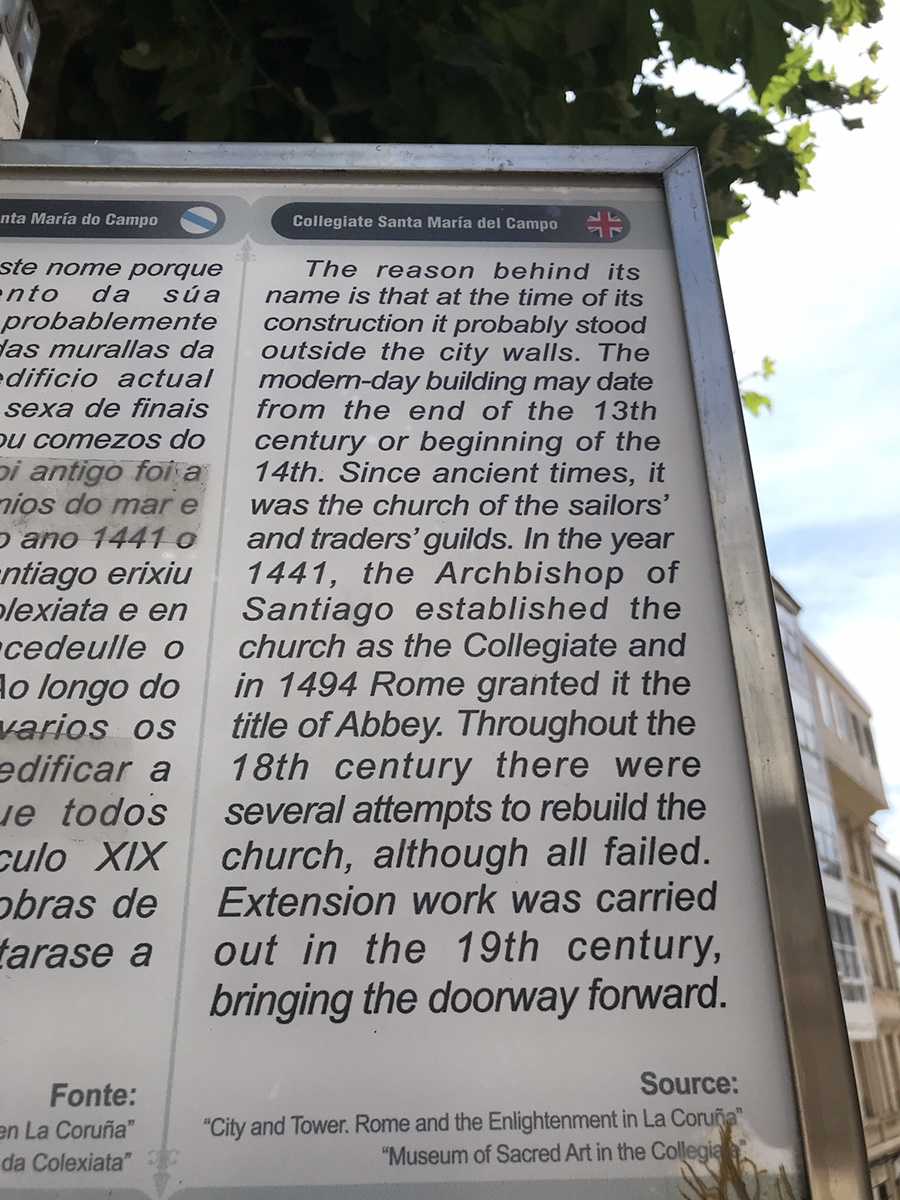 nta María do Campo
ste nome porque
ento da súa
probablemente
das murallas da
edificio actual
sexa de finais
ou comezos do
oi antigo foi a
mios do mar e
o ano 1441 o
antiago erixiu
olexiata e en
ncedeulle o
Ao longo do
varios os
edificar a
ue todos
culo XIX
obras de
tarase a
Fonte:
en La Coruña”
da Colexiata”
Collegiate Santa María del Campo
The reason behind its
name is that at the time of its
construction it probably stood
outside the city walls. The
modern-day building may date
from the end of the 13th
century or beginning of the
14th. Since ancient times, it
was the church of the sailors’
and traders’ guilds. In the year
1441, the Archbishop of
Santiago established the
church as the Collegiate and
in 1494 Rome granted it the
title of Abbey. Throughout the
18th century there were
several attempts to rebuild the
church, although all failed.
Extension work was carried
out in the 19th century,
bringing the doorway forward.
Source:
“City and Tower. Rome and the Enlightenment in La Coruña”
“Museum of Sacred Art in the Collegiate”